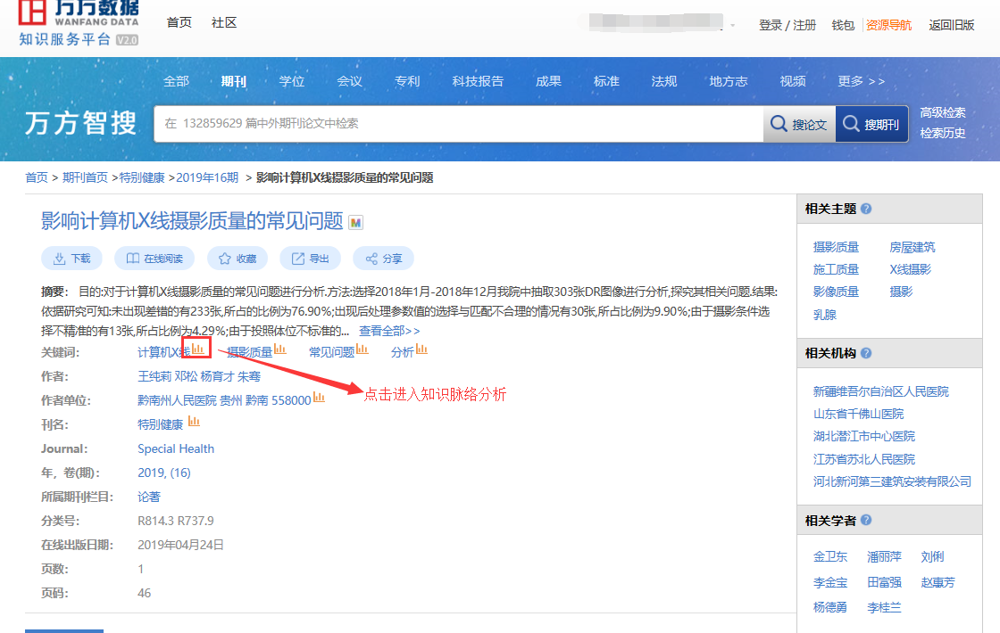 万方数据
WANFANG DATA
知识服务平台 V2.0
首页 社区
登录 / 注册 钱包 资源导航 返回旧版
全部 期刊 学位 会议 专利 科技报告 成果 标准 法规 地方志 视频 更多 >>
万方智搜
在 132859629 篇中外期刊论文中检索
搜论文 搜期刊
高级检索
检索历史
首页 > 期刊首页 >特别健康 >2019年16期 > 影响计算机X线摄影质量的常见问题
影响计算机X线摄影质量的常见问题 M
下载 在线阅读 收藏 导出 分享
摘要： 目的:对于计算机X线摄影质量的常见问题进行分析.方法:选择2018年1月-2018年12月我院中抽取303张DR图像进行分析,探究其相关问题.结果:
依据研究可知:未出现差错的有233张,所占的比例为76.90%;出现后处理参数值的选择与匹配不合理的情况有30张,所占比例为9.90%;由于摄影条件选
择不精准的有13张,所占比例为4.29%;由于投照体位不标准的... 查看全部>>
关键词： 计算机X线 摄影质量 常见问题 分析
作者： 王纯莉 邓松 杨育才 朱骞
点击进入知识脉络分析
作者单位： 黔南州人民医院 贵州 黔南 558000
刊名： 特别健康
Journal： Special Health
年，卷(期)： 2019, (16)
所属期刊栏目： 论著
分类号： R814.3 R737.9
在线出版日期： 2019年04月24日
页数： 1
页码： 46
相关主题 ?
摄影质量 房屋建筑
施工质量 X线摄影
影像质量 摄影
乳腺
相关机构 ?
新疆维吾尔自治区人民医院
山东省千佛山医院
湖北潜江市中心医院
江苏省苏北人民医院
河北新河第三建筑安装有限公司
相关学者 ?
金卫东 潘丽萍 刘俐
李金宝 田富强 赵惠芳
杨德勇 李桂兰